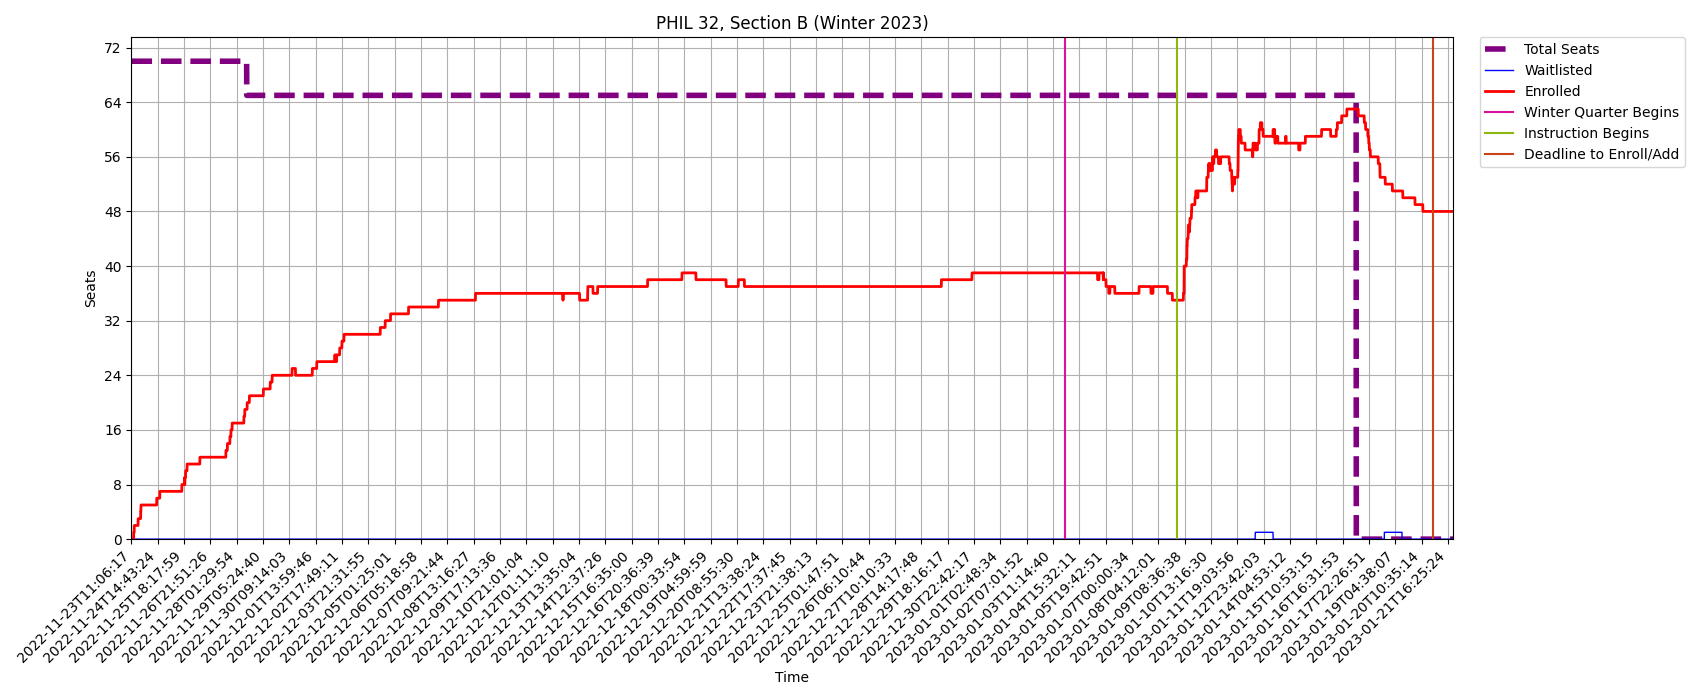 PHIL 32, Section B (Winter 2023)
Total Seats
Waitlisted
Enrolled
Winter Quarter Begins
Instruction Begins
Deadline to Enroll/Add
Seats
72
64
56
48
40
32
24
16
8
0
2022-11-23T11:06:17
2022-11-24T14:43:24
2022-11-25T18:17:59
2022-11-26T21:51:26
2022-11-28T01:29:54
2022-11-29T05:24:40
2022-11-30T09:14:03
2022-12-01T13:59:46
2022-12-02T17:49:11
2022-12-03T21:31:55
2022-12-05T01:25:01
2022-12-06T05:18:58
2022-12-07T09:21:44
2022-12-08T13:16:27
2022-12-09T17:13:36
2022-12-10T21:01:04
2022-12-12T01:11:10
2022-12-13T13:35:04
2022-12-14T12:37:26
2022-12-15T16:35:00
2022-12-16T20:36:39
2022-12-18T00:33:54
2022-12-19T04:59:59
2022-12-20T08:55:30
2022-12-21T13:38:24
2022-12-22T17:37:45
2022-12-23T21:38:13
2022-12-25T01:47:51
2022-12-26T06:10:44
2022-12-27T10:10:33
2022-12-28T14:17:48
2022-12-29T18:16:17
2022-12-30T22:42:17
2023-01-01T02:48:34
2023-01-02T07:01:52
2023-01-03T11:14:40
2023-01-04T15:32:11
2023-01-05T19:42:51
2023-01-07T00:00:34
2023-01-08T04:12:01
2023-01-09T08:36:38
2023-01-10T13:16:30
2023-01-11T19:03:56
2023-01-12T23:42:03
2023-01-14T04:53:12
2023-01-15T10:53:15
2023-01-16T16:31:53
2023-01-17T22:26:51
2023-01-19T04:38:07
2023-01-20T10:35:14
2023-01-21T16:25:24
Time